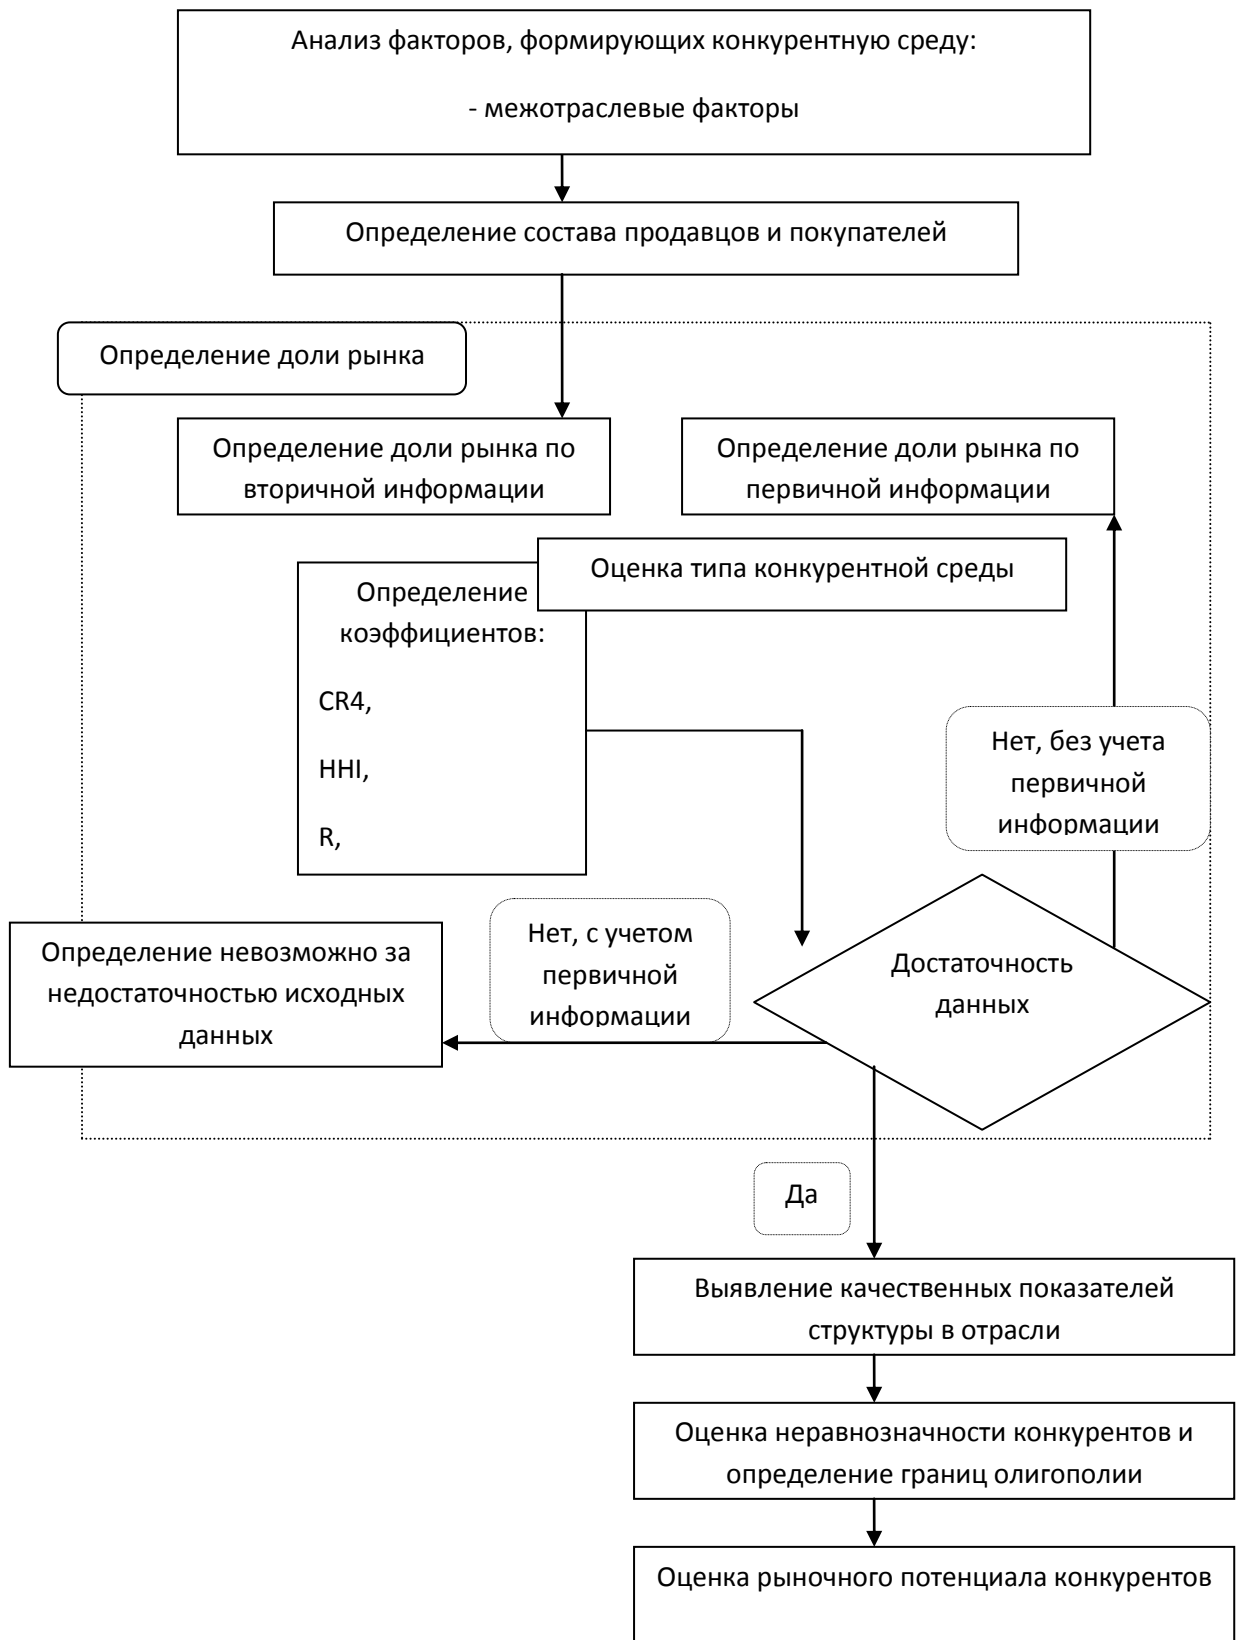 Анализ факторов, формирующих конкурентную среду:
- межотраслевые факторы
Определение состава продавцов и покупателей
Определение доли рынка
Определение доли рынка по
вторичной информации
Определение доли рынка по
первичной информации
Оценка типа конкурентной среды
Определение
коэффициентов:
CR4,
HHI,
R,
Нет, без учета
первичной
информации
Определение невозможно за
недостаточностью исходных
данных
Нет, с учетом
первичной
информации
Достаточность
данных
Да
Выявление качественных показателей
структуры в отрасли
Оценка неравнозначности конкурентов и
определение границ олигополии
Оценка рыночного потенциала конкурентов